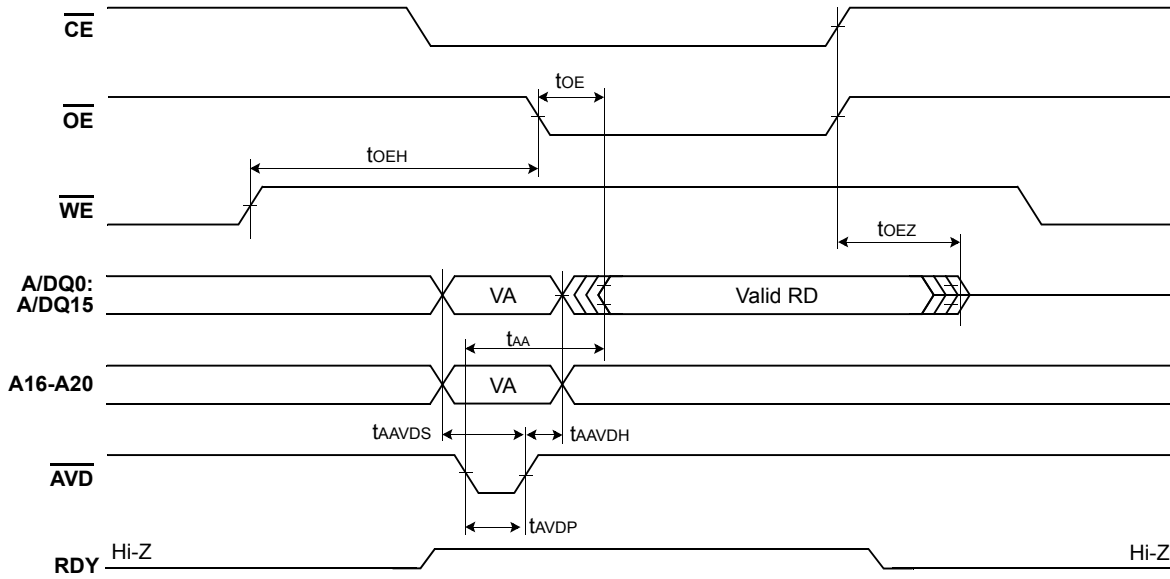 CE
tOE
OE
tOEH
WE
tOEZ
A/DQ0:
A/DQ15
VA
Valid RD
tAA
A16-A20
VA
tAAVDS
tAAVDH
AVD
tAVDP
Hi-Z
Hi-Z
RDY